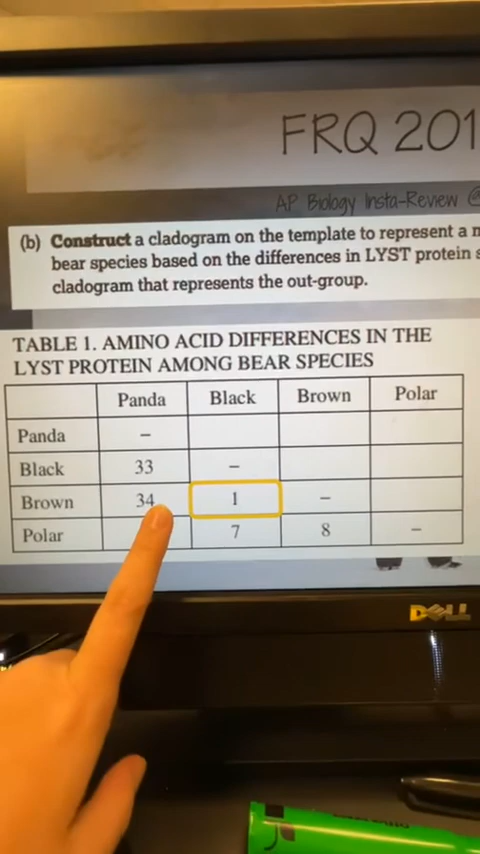 FRQ 201
AP Biology Insta-Review @
(b) Construct a cladogram on the template to represent a
bear species based on the differences in LYST protein
cladogram that represents the out-group.
TABLE 1. AMINO ACID DIFFERENCES IN THE
LYST PROTEIN AMONG BEAR SPECIES
Panda Black Brown Polar
Panda –
Black 33 –
Brown 34 1 –
Polar 7 8 –
DELL